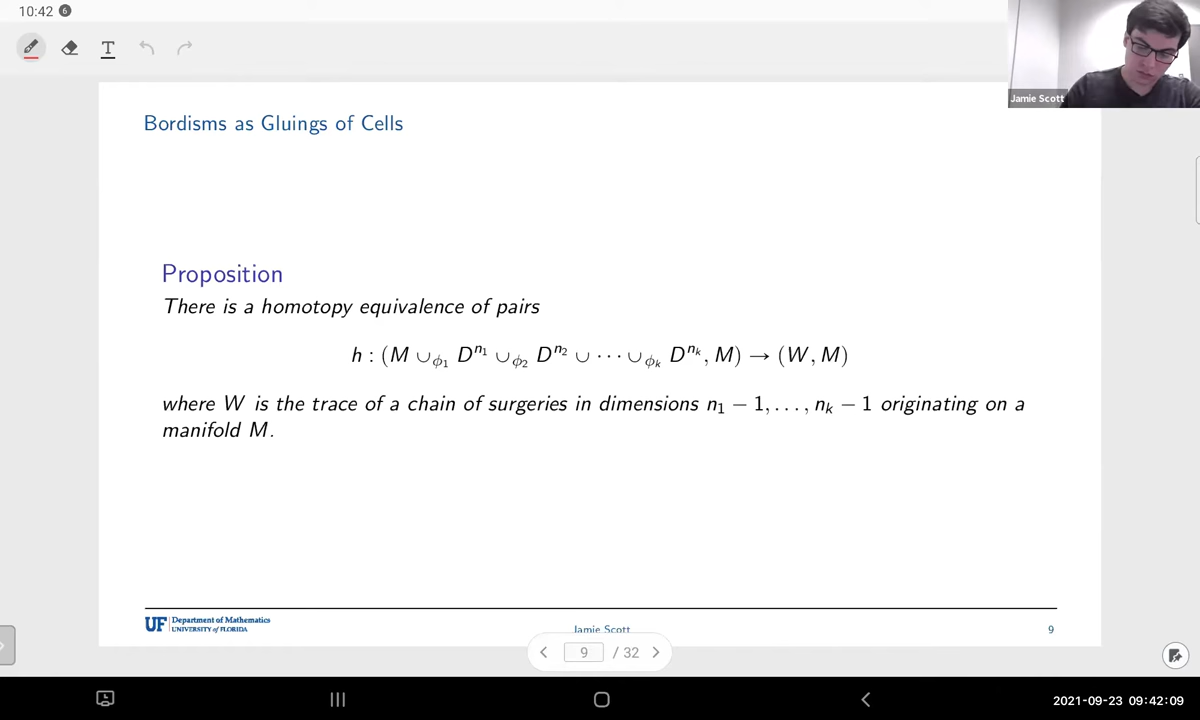 10:42 6
T
Jamie Scott
Bordisms as Gluings of Cells
Proposition
There is a homotopy equivalence of pairs
h : (M ∪_{ϕ₁} D^{n₁} ∪_{ϕ₂} D^{n₂} ∪ ⋯ ∪_{ϕₖ} D^{nₖ}, M) → (W, M)
where W is the trace of a chain of surgeries in dimensions n₁ − 1, . . . , nₖ − 1 originating on a
manifold M.
UF Department of Mathematics
UNIVERSITY of FLORIDA
Jamie Scott
9
9 / 32
2021-09-23 09:42:09